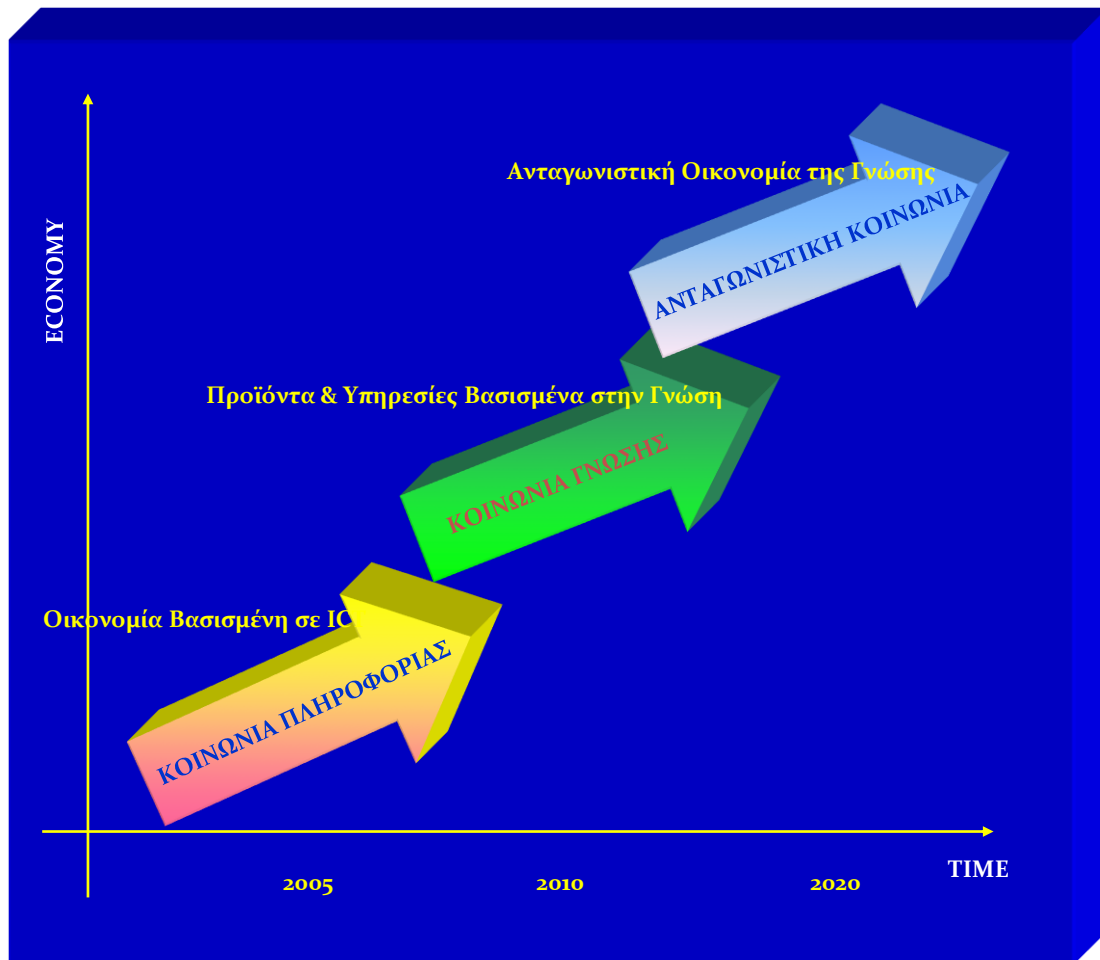 Ανταγωνιστική Οικονομία της Γνώσης
ΑΝΤΑΓΩΝΙΣΤΙΚΗ ΚΟΙΝΩΝΙΑ
ECONOMY
Προϊόντα & Υπηρεσίες Βασισμένα στην Γνώση
ΚΟΙΝΩΝΙΑ ΓΝΩΣΗΣ
Οικονομία Βασισμένη σε IC
ΚΟΙΝΩΝΙΑ ΠΛΗΡΟΦΟΡΙΑΣ
TIME
2005 2010 2020